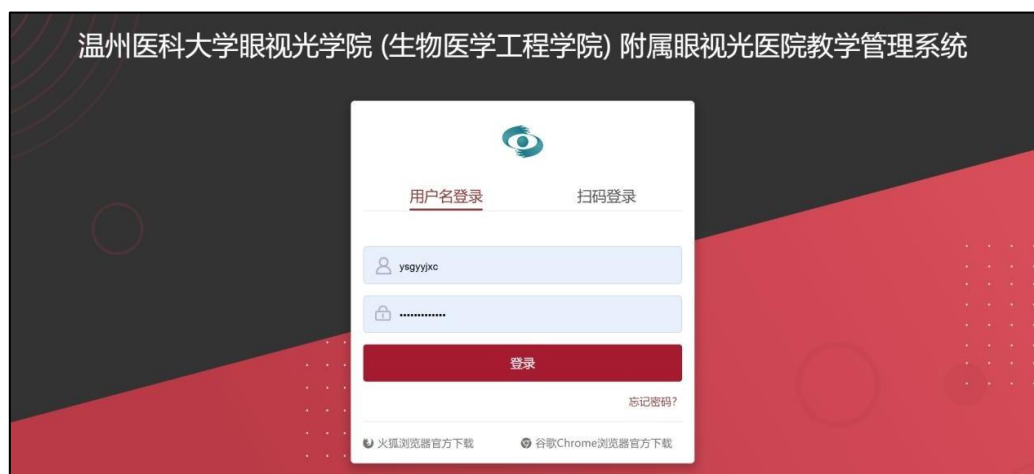 温州医科大学眼视光学院 (生物医学工程学院) 附属眼视光医院教学管理系统
用户名登录 扫码登录
ysgyyjxc
•••••••••••••
登录
忘记密码?
火狐浏览器官方下载 谷歌Chrome浏览器官方下载